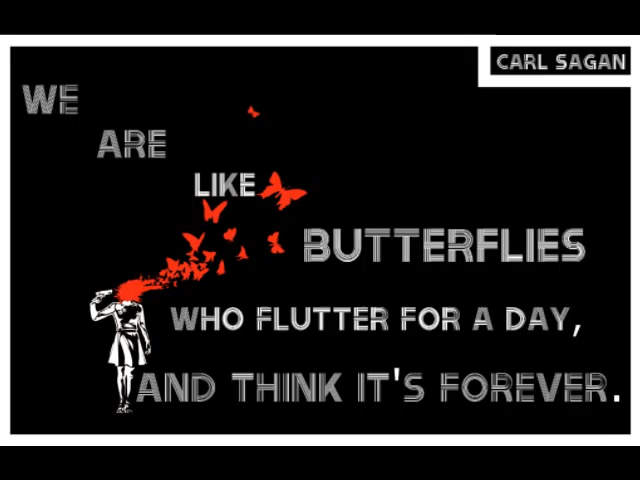 CARL SAGAN
WE
ARE
LIKE
BUTTERFLIES
WHO FLUTTER FOR A DAY,
AND THINK IT'S FOREVER.